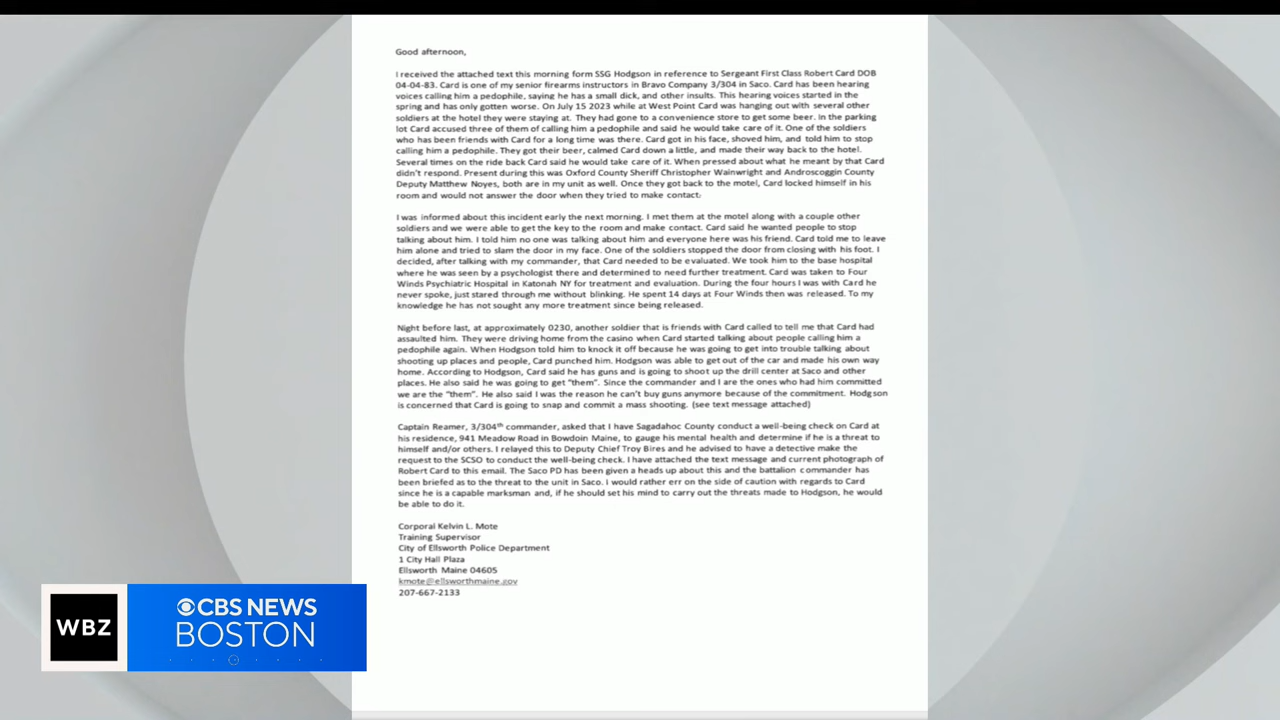 Good afternoon,
I received the attached text this morning form SSG Hodgson in reference to Sergeant First Class Robert Card DOB
04-04-83. Card is one of my senior firearms instructors in Bravo Company 3/304 in Saco. Card has been hearing
voices calling him a pedophile, saying he has a small dick, and other insults. This hearing voices started in the
spring and has only gotten worse. On July 15 2023 while at West Point Card was hanging out with several other
soldiers at the hotel they were staying at. They had gone to a convenience store to get some beer. In the parking
lot Card accused three of them of calling him a pedophile and said he would take care of it. One of the soldiers
who has been friends with Card for a long time was there. Card got in his face, shoved him, and told him to stop
calling him a pedophile. They got their beer, calmed Card down a little, and made their way back to the hotel.
Several times on the ride back Card said he would take care of it. When pressed about what he meant by that Card
didn't respond. Present during this was Oxford County Sheriff Christopher Wainwright and Androscoggin County
Deputy Matthew Noyes, both are in my unit as well. Once they got back to the motel, Card locked himself in his
room and would not answer the door when they tried to make contact.
I was informed about this incident early the next morning. I met them at the motel along with a couple other
soldiers and we were able to get the key to the room and make contact. Card said he wanted people to stop
talking about him. I told him no one was talking about him and everyone here was his friend. Card told me to leave
him alone and tried to slam the door in my face. One of the soldiers stopped the door from closing with his foot. I
decided, after talking with my commander, that Card needed to be evaluated. We took him to the base hospital
where he was seen by a psychologist there and determined to need further treatment. Card was taken to Four
Winds Psychiatric Hospital in Katonah NY for treatment and evaluation. During the four hours I was with Card he
never spoke, just stared through me without blinking. He spent 14 days at Four Winds then was released. To my
knowledge he has not sought any more treatment since being released.
Night before last, at approximately 0230, another soldier that is friends with Card called to tell me that Card had
assaulted him. They were driving home from the casino when Card started talking about people calling him a
pedophile again. When Hodgson told him to knock it off because he was going to get into trouble talking about
shooting up places and people, Card punched him. Hodgson was able to get out of the car and made his own way
home. According to Hodgson, Card said he has guns and is going to shoot up the drill center at Saco and other
places. He also said he was going to get "them". Since the commander and I are the ones who had him committed
we are the "them". He also said I was the reason he can't buy guns anymore because of the commitment. Hodgson
is concerned that Card is going to snap and commit a mass shooting. (see text message attached)
Captain Reamer, 3/304th commander, asked that I have Sagadahoc County conduct a well-being check on Card at
his residence, 941 Meadow Road in Bowdoin Maine, to gauge his mental health and determine if he is a threat to
himself and/or others. I relayed this to Deputy Chief Troy Bires and he advised to have a detective make the
request to the SCSO to conduct the well-being check. I have attached the text message and current photograph of
Robert Card to this email. The Saco PD has been given a heads up about this and the battalion commander has
been briefed as to the threat to the unit in Saco. I would rather err on the side of caution with regards to Card
since he is a capable marksman and, if he should set his mind to carry out the threats made to Hodgson, he would
be able to do it.
Corporal Kelvin L. Mote
Training Supervisor
City of Ellsworth Police Department
1 City Hall Plaza
Ellsworth Maine 04605
kmote@ellsworthmaine.gov
207-667-2133
WBZ
CBS NEWS
BOSTON